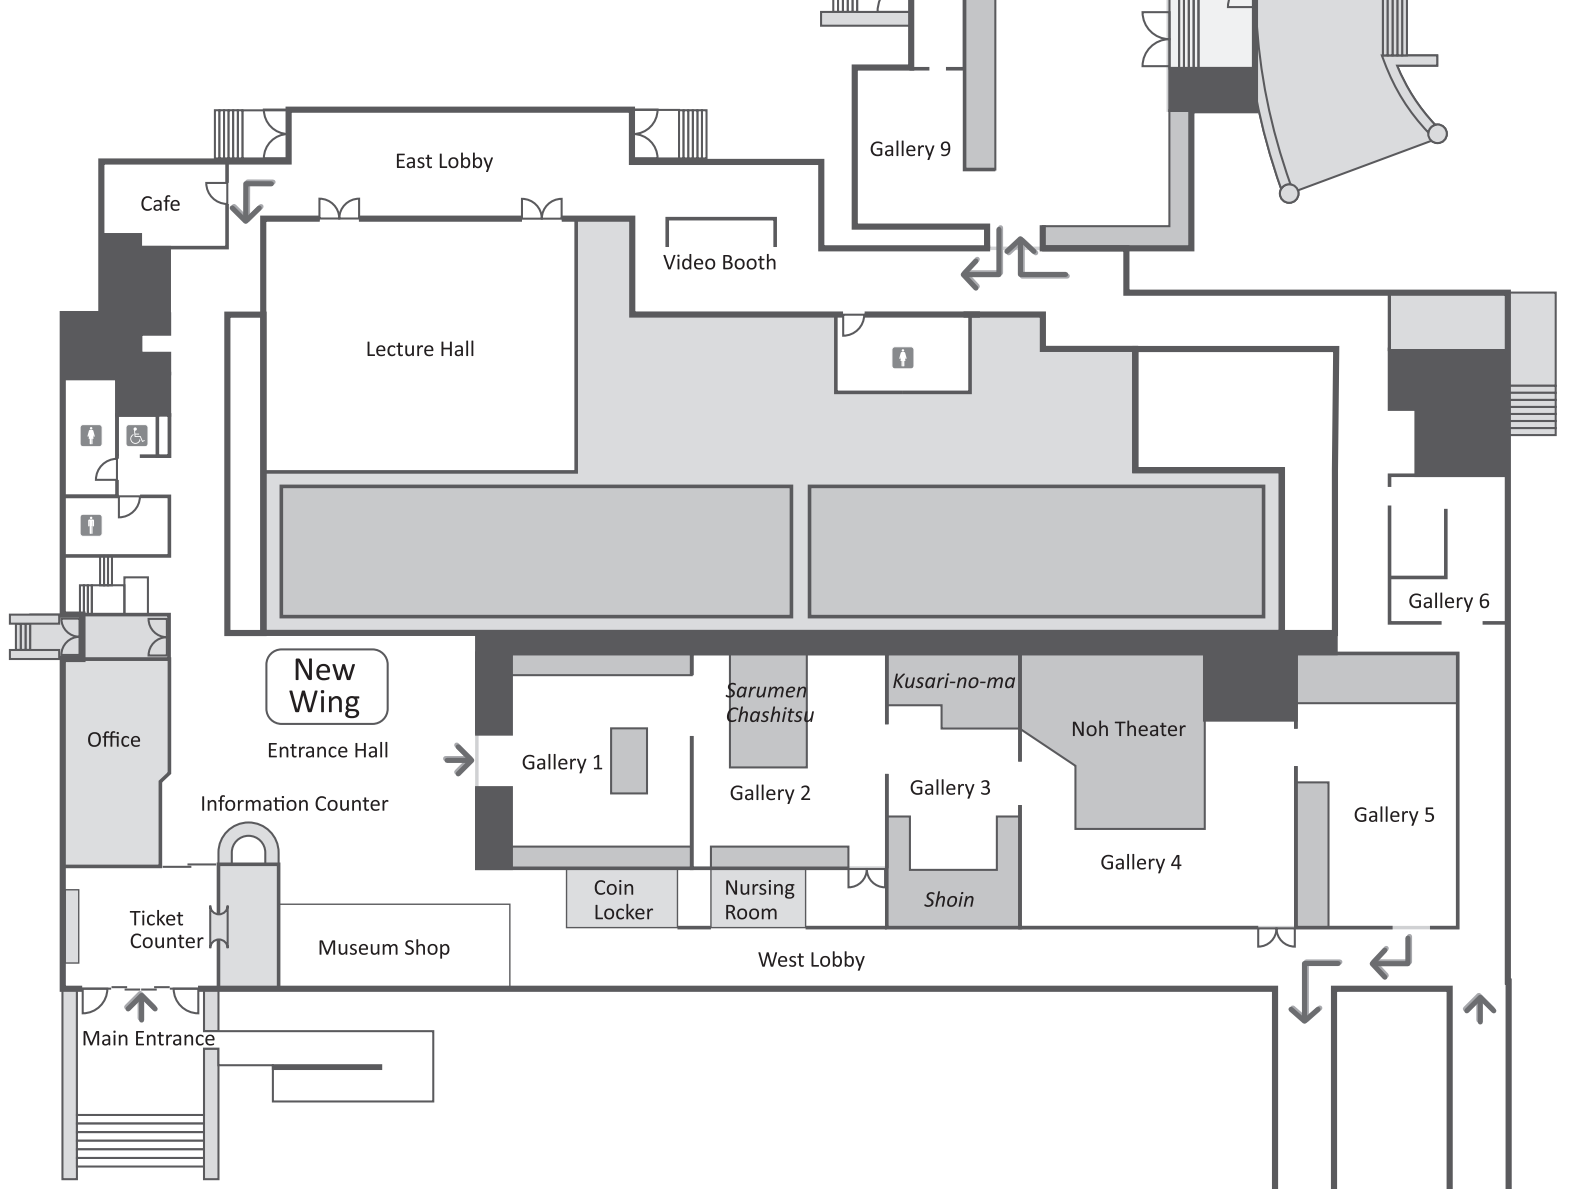 Gallery 9
East Lobby
Cafe
Video Booth
Lecture Hall
Gallery 6
New
Wing
Sarumen
Chashitsu
Kusari-no-ma
Noh Theater
Office
Entrance Hall
Gallery 1
Gallery 2
Gallery 3
Information Counter
Gallery 5
Gallery 4
Coin
Locker
Nursing
Room
Shoin
Ticket
Counter
Museum Shop
West Lobby
Main Entrance